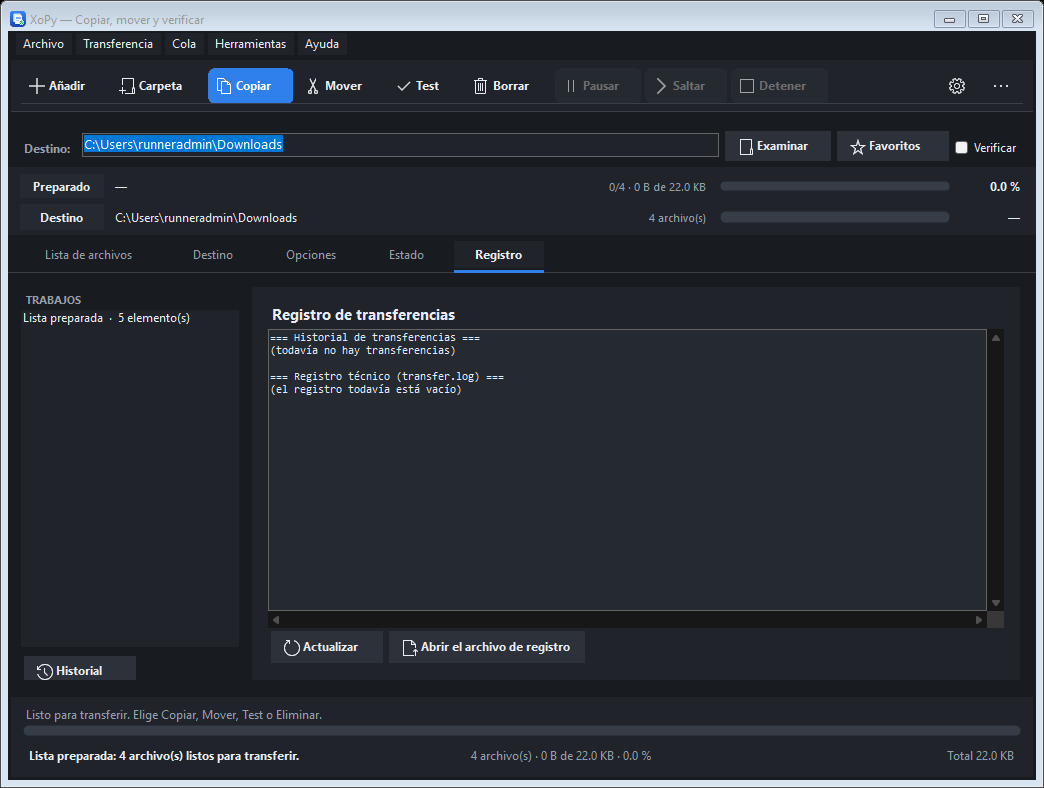 XoPy — Copiar, mover y verificar
Archivo Transferencia Cola Herramientas Ayuda
Añadir Carpeta Copiar Mover Test Borrar Pausar Saltar Detener ...
Destino: C:\Users\runneradmin\Downloads Examinar Favoritos Verificar
Preparado — 0/4 · 0 B de 22.0 KB 0.0 %
Destino C:\Users\runneradmin\Downloads 4 archivo(s) —
Lista de archivos Destino Opciones Estado Registro
TRABAJOS
Lista preparada · 5 elemento(s)
Registro de transferencias
=== Historial de transferencias ===
(todavía no hay transferencias)
=== Registro técnico (transfer.log) ===
(el registro todavía está vacío)
Actualizar Abrir el archivo de registro
Historial
Listo para transferir. Elige Copiar, Mover, Test o Eliminar.
Lista preparada: 4 archivo(s) listos para transferir. 4 archivo(s) · 0 B de 22.0 KB · 0.0 % Total 22.0 KB